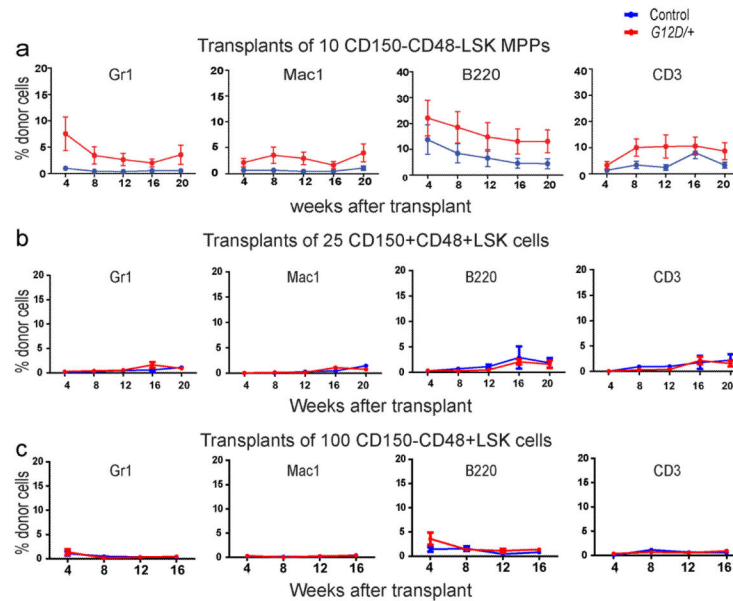 Control
G12D/+
a Transplants of 10 CD150-CD48-LSK MPPs
Gr1 Mac1 B220 CD3
% donor cells
20 15 10 5 0
20 15 10 5 0
40 30 20 10 0
20 15 10 5 0
4 8 12 16 20 4 8 12 16 20 4 8 12 16 20 4 8 12 16 20
weeks after transplant
b Transplants of 25 CD150+CD48+LSK cells
Gr1 Mac1 B220 CD3
% donor cells
20 15 10 5 0
20 15 10 5 0
20 15 10 5 0
20 15 10 5 0
4 8 12 16 20 4 8 12 16 20 4 8 12 16 20 4 8 12 16 20
Weeks after transplant
c Transplants of 100 CD150-CD48+LSK cells
Gr1 Mac1 B220 CD3
% donor cells
20 15 10 5 0
20 15 10 5 0
20 15 10 5 0
20 15 10 5 0
4 8 12 16 4 8 12 16 4 8 12 16 4 8 12 16
Weeks after transplant